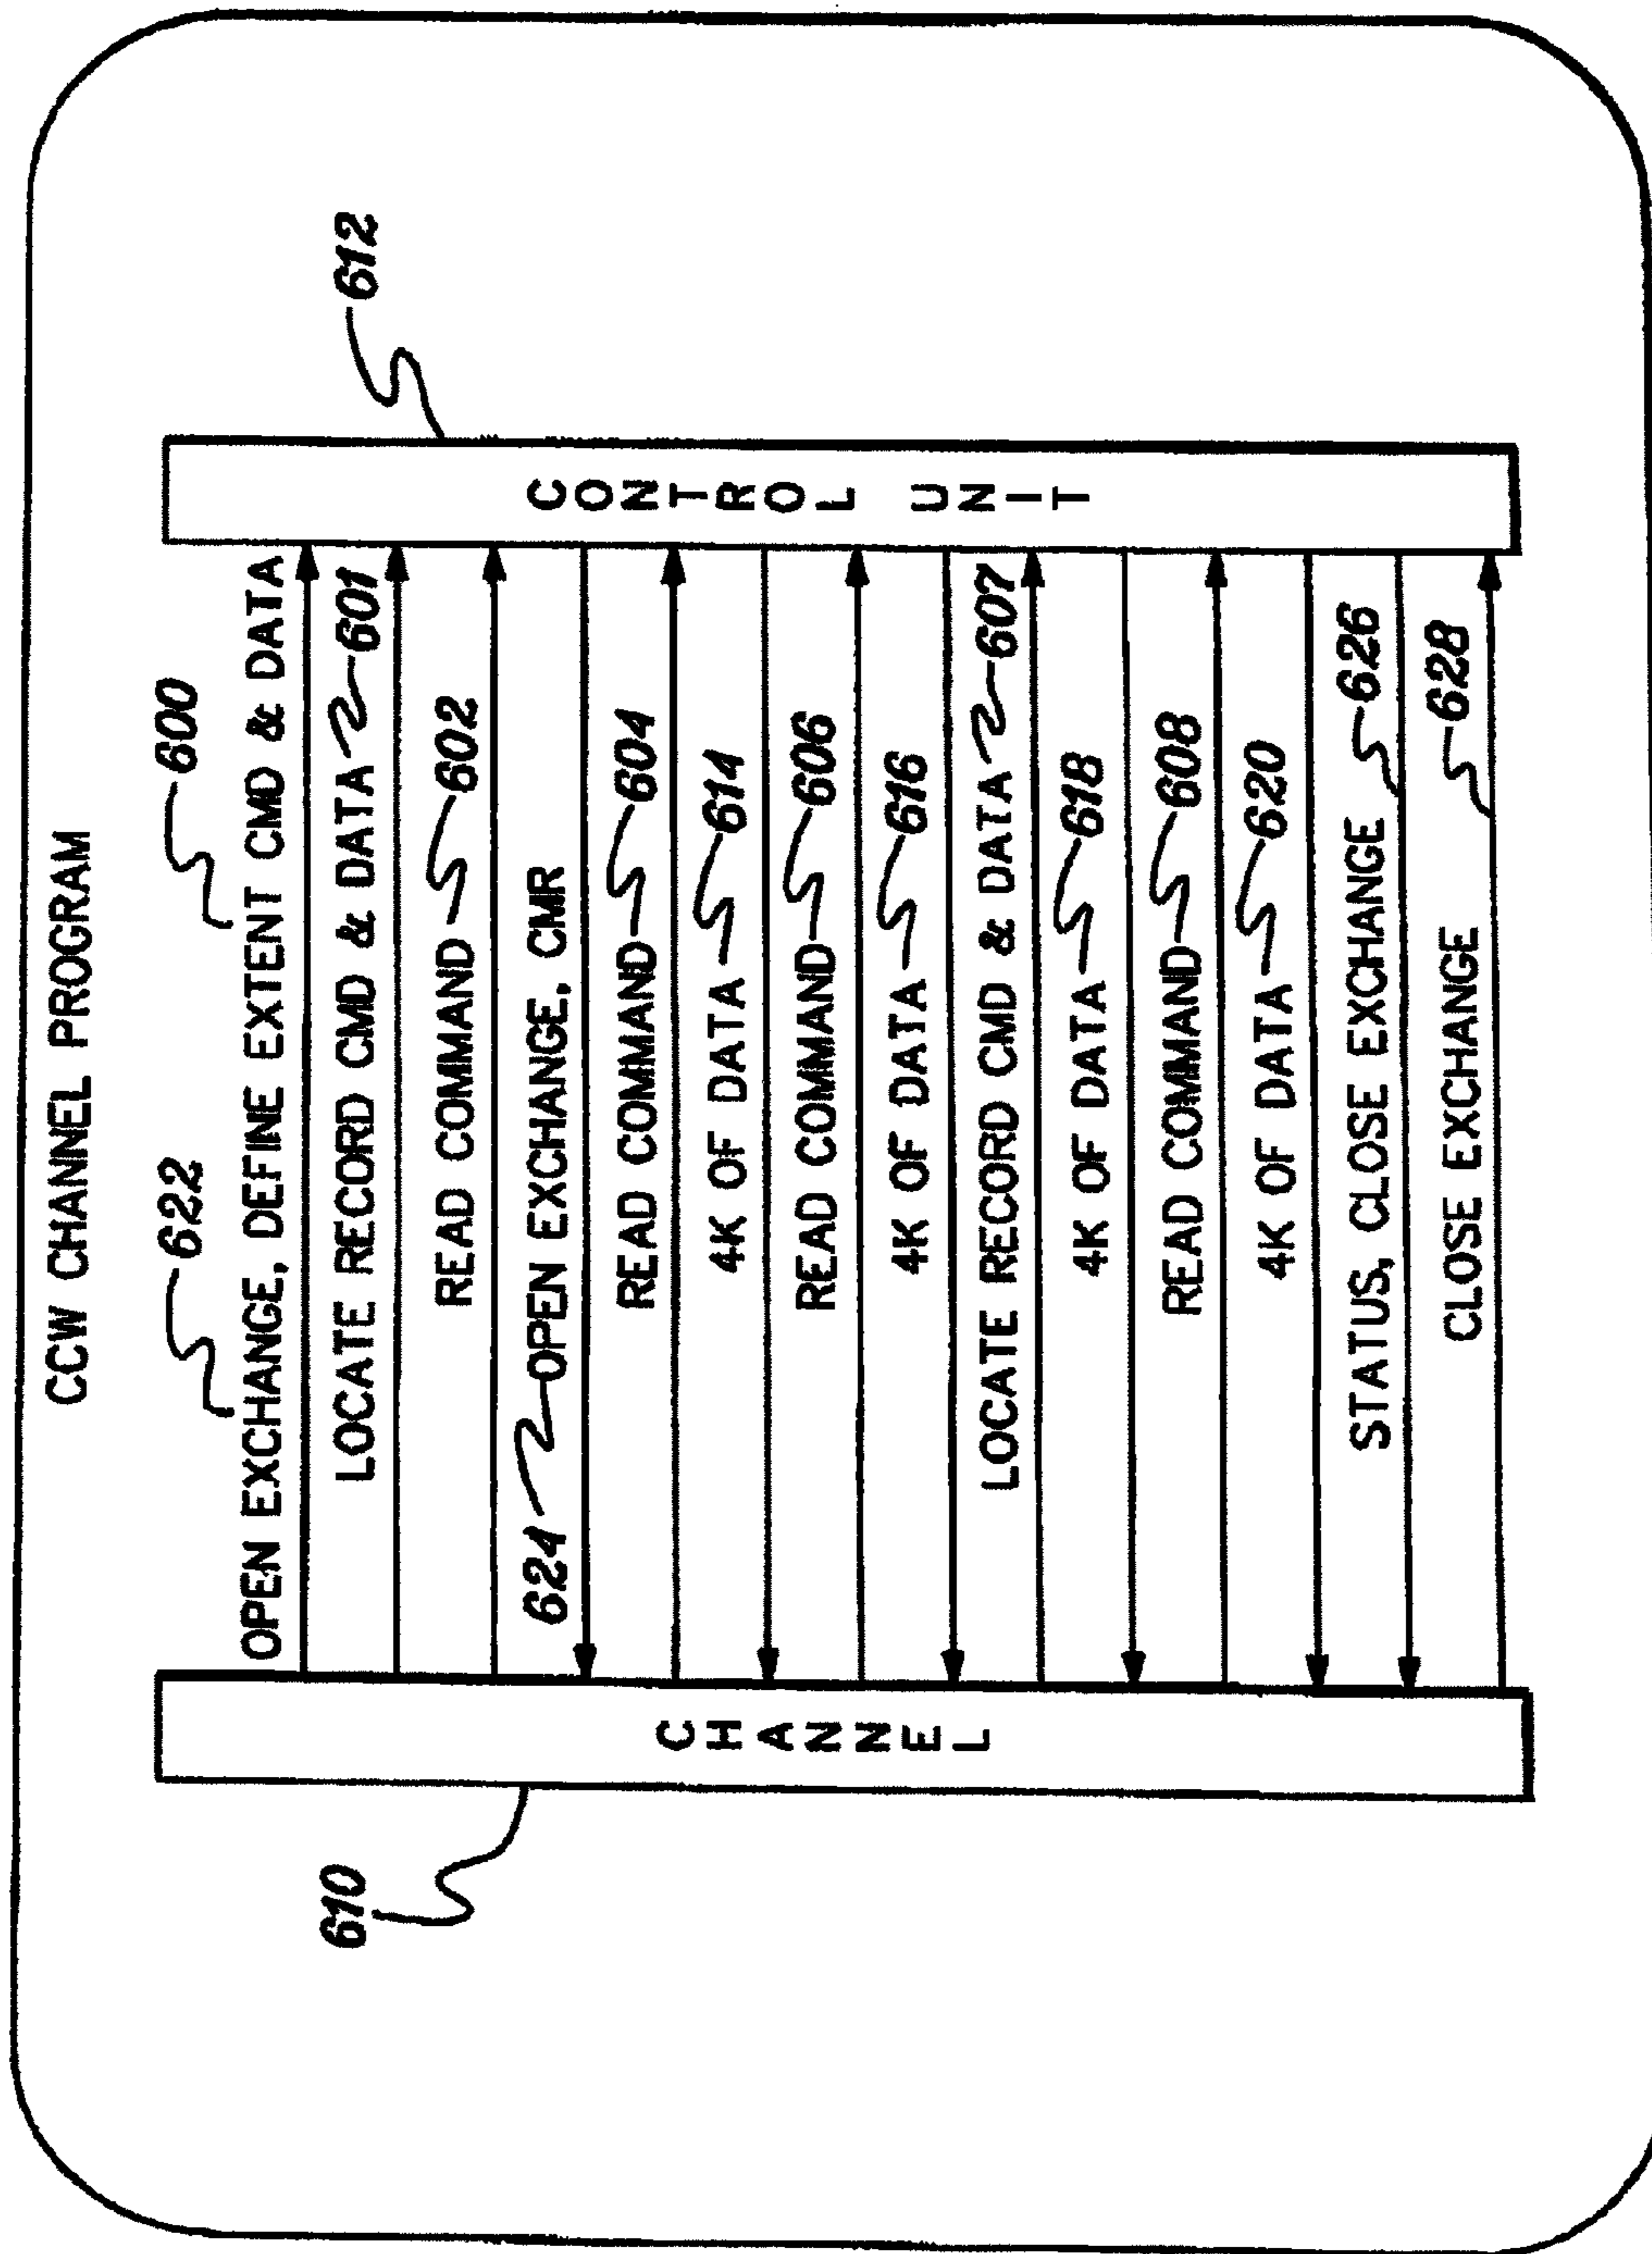 CCW CHANNEL PROGRAM
622
600
OPEN EXCHANGE, DEFINE EXTENT CMD & DATA
LOCATE RECORD CMD & DATA 601
READ COMMAND 602
624 OPEN EXCHANGE, CMR
READ COMMAND 604
4K OF DATA 614
READ COMMAND 606
4K OF DATA 616
LOCATE RECORD CMD & DATA 607
4K OF DATA 618
READ COMMAND 608
4K OF DATA 620
STATUS, CLOSE EXCHANGE 626
CLOSE EXCHANGE 628
610
CHANNEL
612
CONTROL UNIT